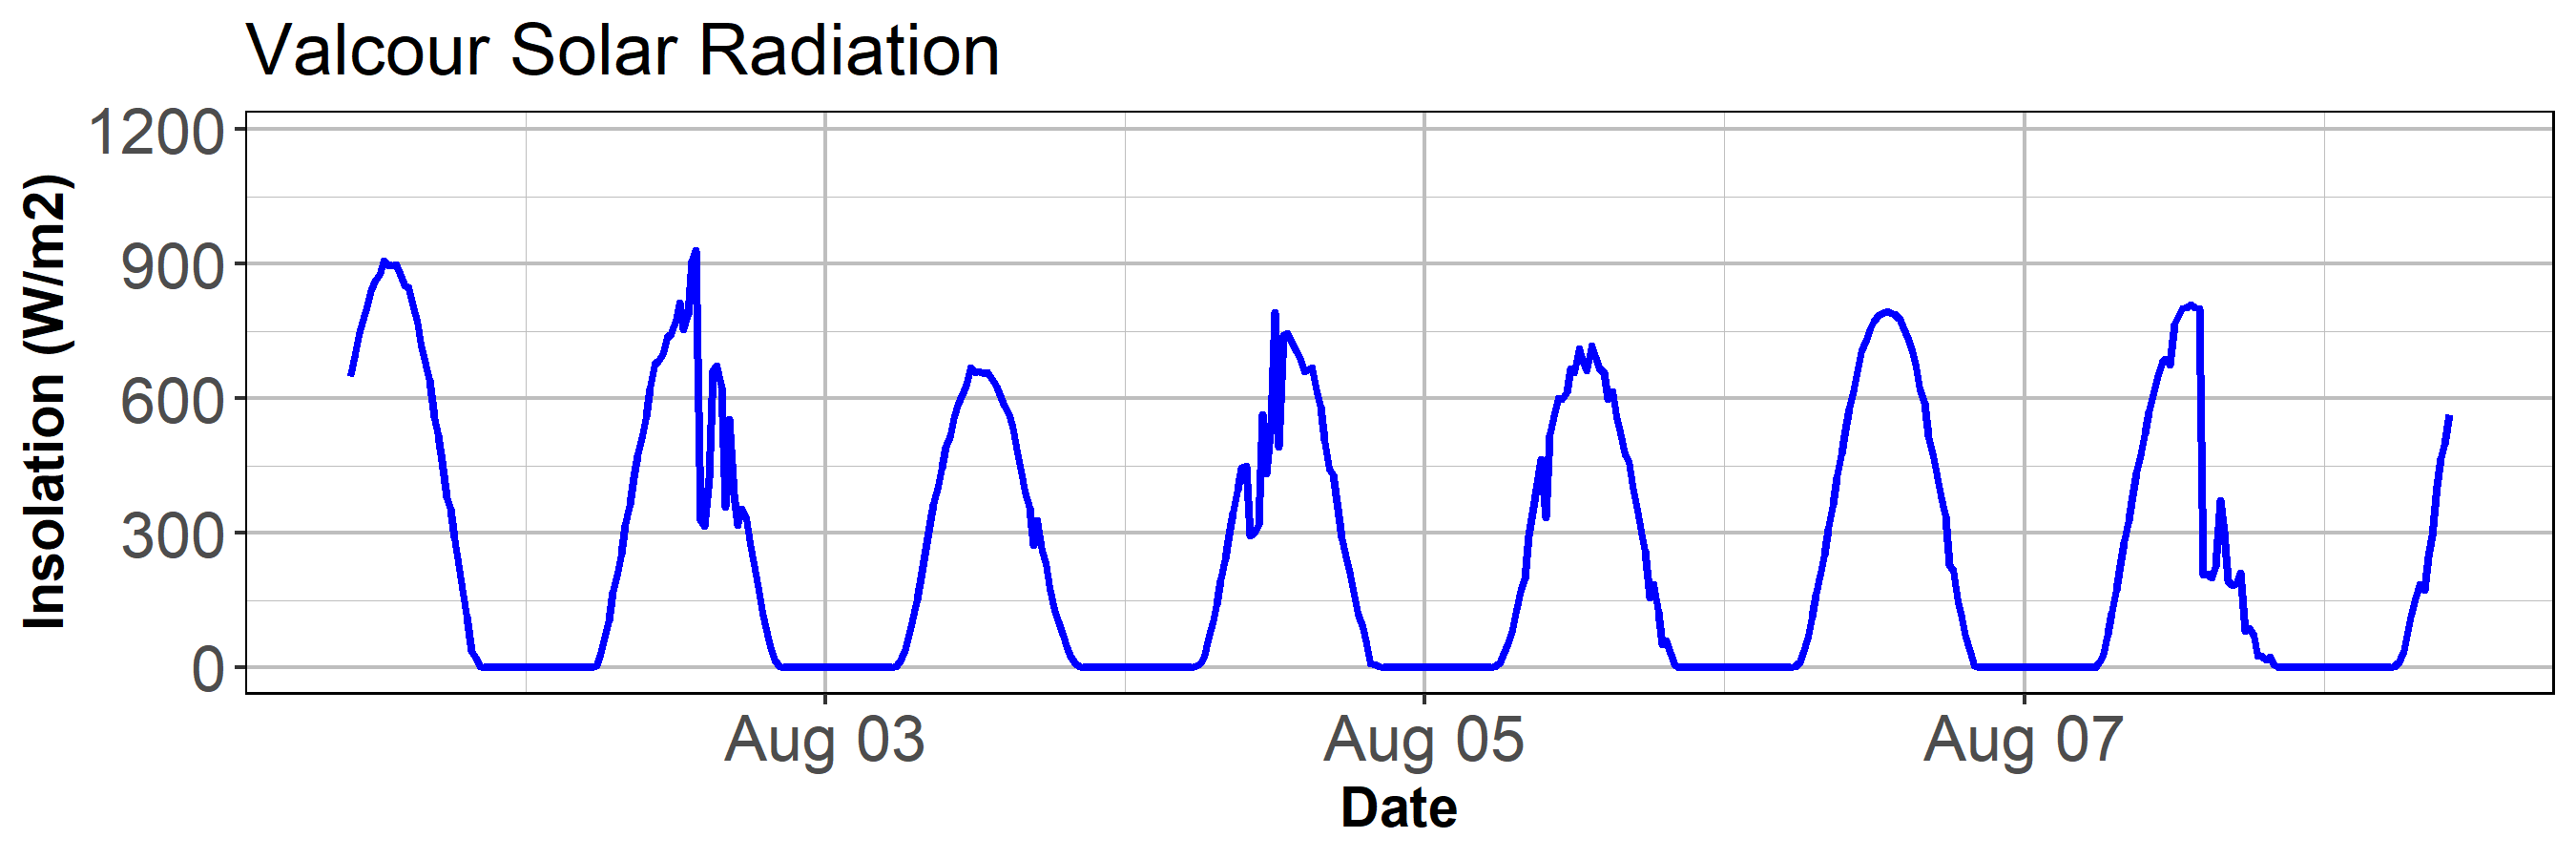 Valcour Solar Radiation
1200
900
600
300
0
Insolation (W/m2)
Aug 03 Aug 05 Aug 07
Date